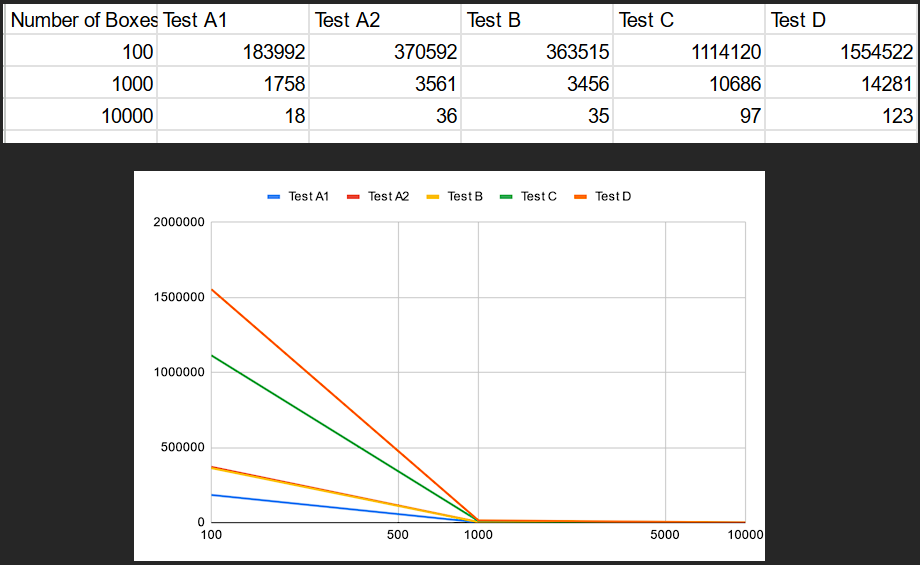 Number of Boxes Test A1 Test A2 Test B Test C Test D
100 183992 370592 363515 1114120 1554522
1000 1758 3561 3456 10686 14281
10000 18 36 35 97 123
Test A1 Test A2 Test B Test C Test D
2000000
1500000
1000000
500000
0
100 500 1000 5000 10000